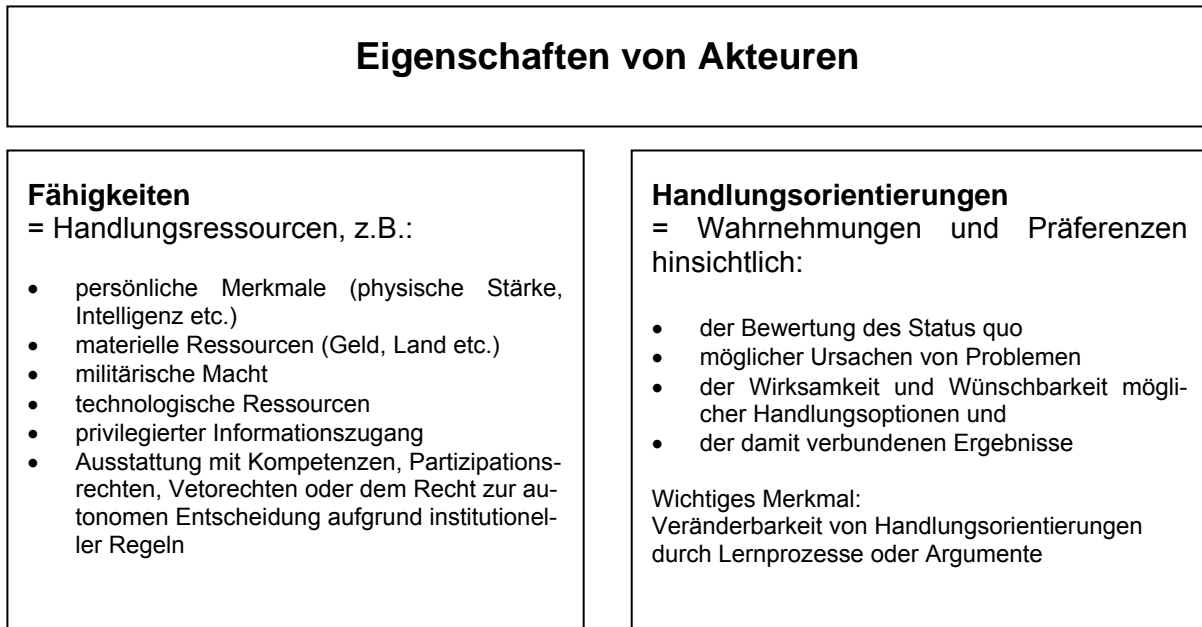 Eigenschaften von Akteuren
Fähigkeiten
= Handlungsressourcen, z.B.:
• persönliche Merkmale (physische Stärke,
Intelligenz etc.)
• materielle Ressourcen (Geld, Land etc.)
• militärische Macht
• technologische Ressourcen
• privilegierter Informationszugang
• Ausstattung mit Kompetenzen, Partizipations-
rechten, Vetorechten oder dem Recht zur au-
tonomen Entscheidung aufgrund institutionel-
ler Regeln
Handlungsorientierungen
= Wahrnehmungen und Präferenzen
hinsichtlich:
• der Bewertung des Status quo
• möglicher Ursachen von Problemen
• der Wirksamkeit und Wünschbarkeit mögli-
cher Handlungsoptionen und
• der damit verbundenen Ergebnisse
Wichtiges Merkmal:
Veränderbarkeit von Handlungsorientierungen
durch Lernprozesse oder Argumente